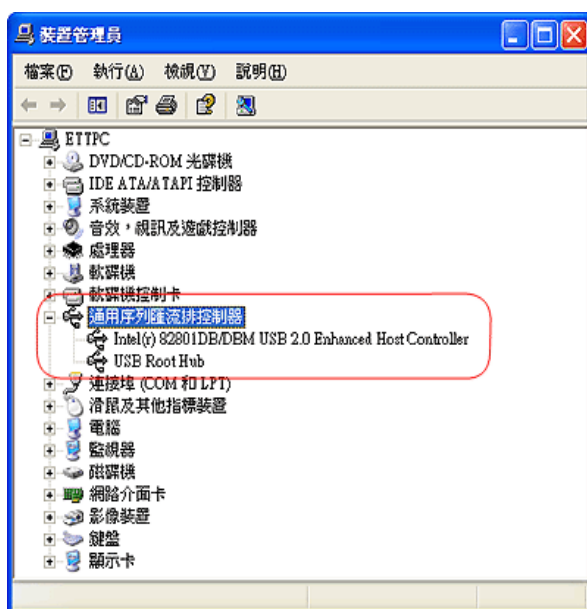 裝置管理員
檔案(F) 執行(A) 檢視(V) 說明(H)
ETTPC
DVD/CD-ROM 光碟機
IDE ATA/ATAPI 控制器
系統裝置
音效，視訊及遊戲控制器
處理器
軟碟機
軟碟機控制卡
通用序列匯流排控制器
Intel(r) 82801DB/DBM USB 2.0 Enhanced Host Controller
USB Root Hub
連接埠 (COM 和 LPT)
滑鼠及其他指標裝置
電腦
監視器
磁碟機
網路介面卡
影像裝置
鍵盤
顯示卡